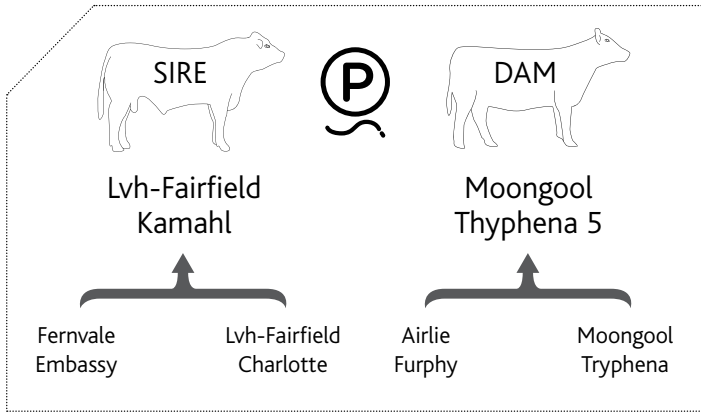 SIRE
P
DAM
Lvh-Fairfield
Kamahl
Moongool
Thyphena 5
Fernvale
Embassy
Lvh-Fairfield
Charlotte
Airlie
Furphy
Moongool
Tryphena